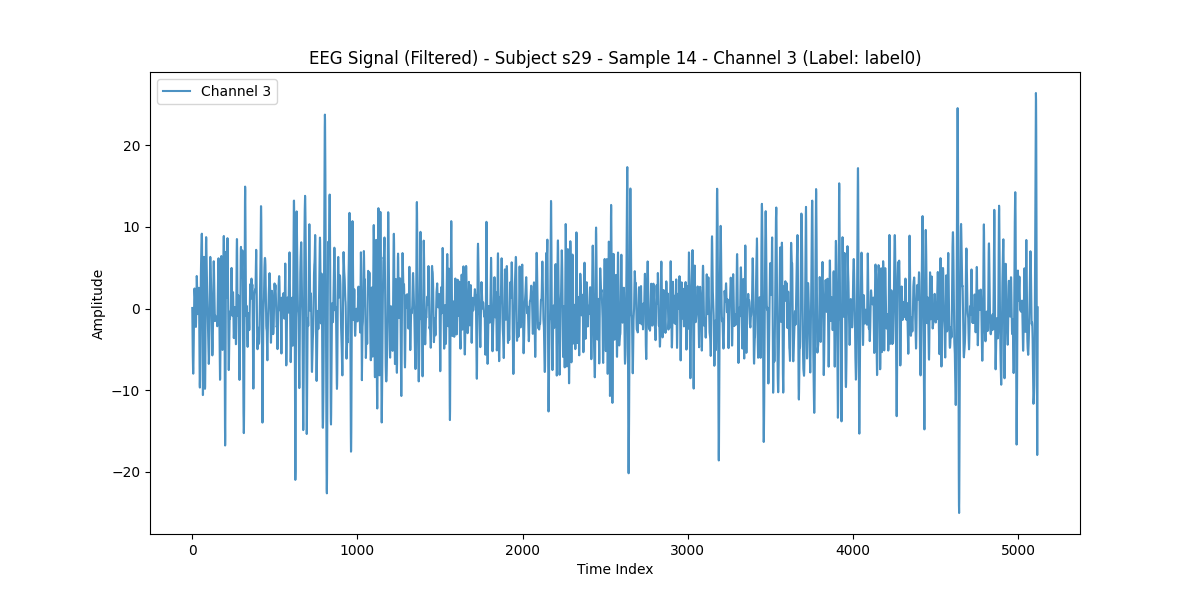 EEG Signal (Filtered) - Subject s29 - Sample 14 - Channel 3 (Label: label0)
Channel 3
Amplitude
20
10
0
−10
−20
0 1000 2000 3000 4000 5000
Time Index